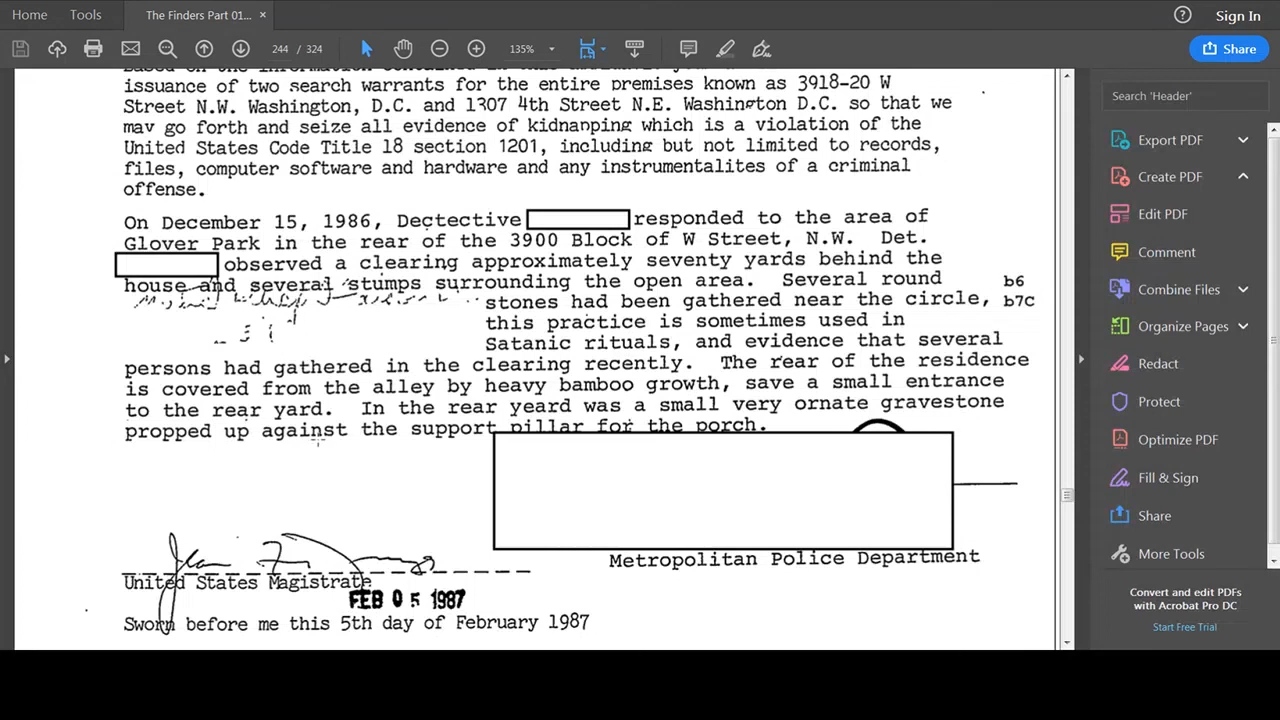 Home
Tools
The Finders Part 01...
Sign In
244 / 324
135%
Share
issuance of two search warrants for the entire premises known as 3918-20 W
Street N.W. Washington, D.C. and 1307 4th Street N.E. Washington D.C. so that we
may go forth and seize all evidence of kidnapping which is a violation of the
United States Code Title 18 section 1201, including but not limited to records,
files, computer software and hardware and any instrumentalites of a criminal
offense.
On December 15, 1986, Dectective responded to the area of
Glover Park in the rear of the 3900 Block of W Street, N.W. Det.
observed a clearing approximately seventy yards behind the
house and several stumps surrounding the open area. Several round
b6
stones had been gathered near the circle,
b7C
this practice is sometimes used in
Satanic rituals, and evidence that several
persons had gathered in the clearing recently. The rear of the residence
is covered from the alley by heavy bamboo growth, save a small entrance
to the rear yard. In the rear yeard was a small very ornate gravestone
propped up against the support pillar for the porch.
Metropolitan Police Department
United States Magistrate
FEB 05 1987
Sworn before me this 5th day of February 1987
Search 'Header'
Export PDF
Create PDF
Edit PDF
Comment
Combine Files
Organize Pages
Redact
Protect
Optimize PDF
Fill & Sign
Share
More Tools
Convert and edit PDFs
with Acrobat Pro DC
Start Free Trial